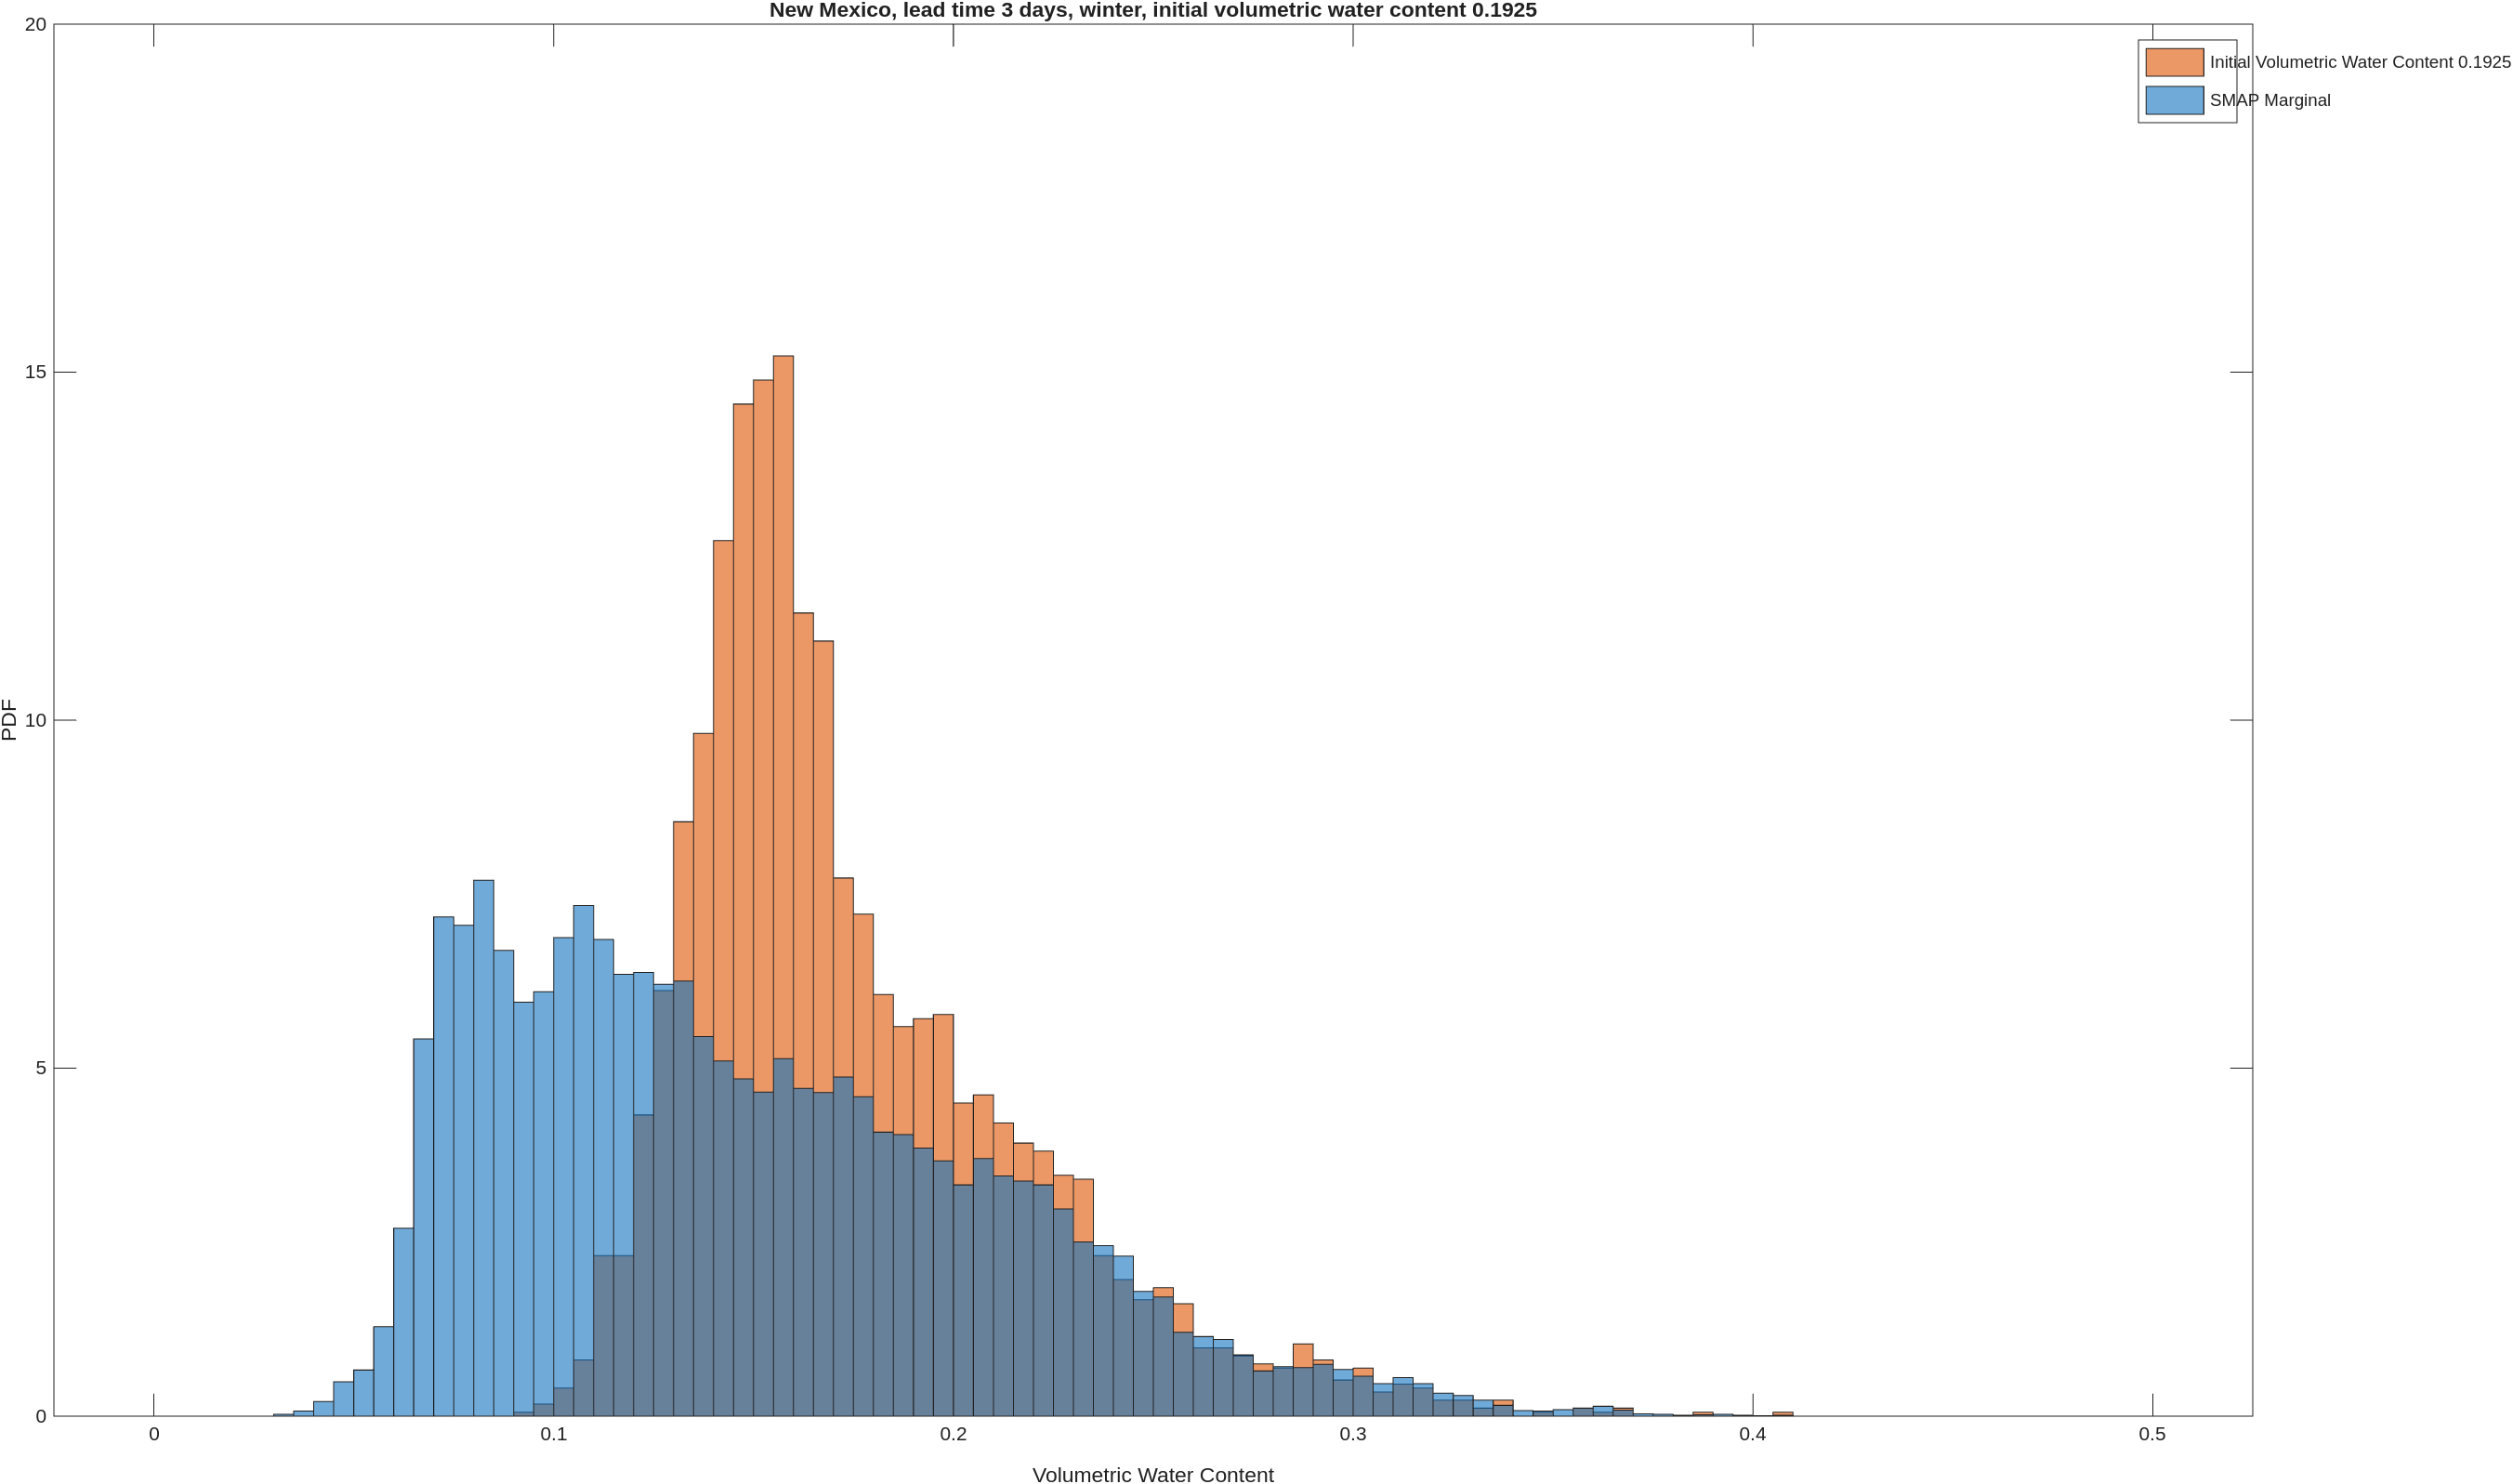 New Mexico, lead time 3 days, winter, initial volumetric water content 0.1925
20
15
10
5
0
PDF
Initial Volumetric Water Content 0.1925
SMAP Marginal
0 0.1 0.2 0.3 0.4 0.5
Volumetric Water Content